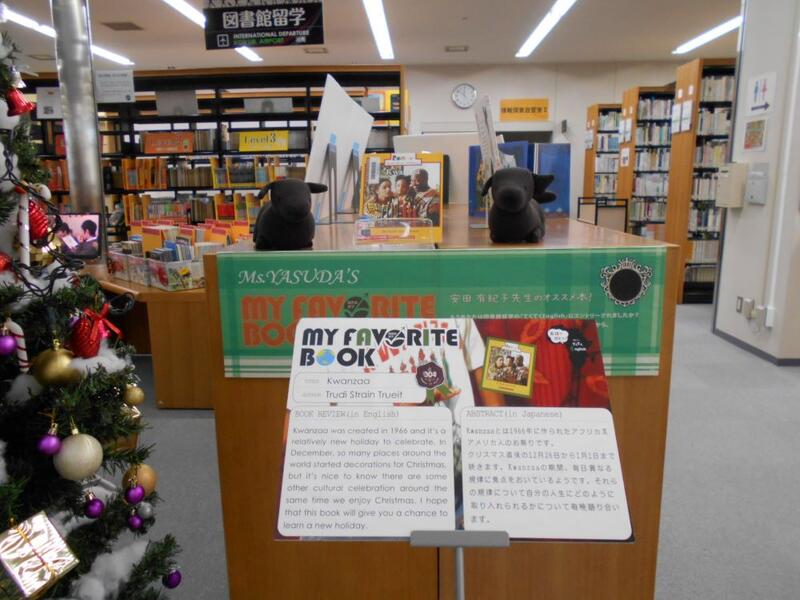 図書館留学
INTERNATIONAL DEPARTURE
Level3
Kwanzaa
Ms.YASUDA'S
MY FAVORITE
BOOK
安田 有紀子先生のオススメ本!
MY FAVORITE
BOOK
TITLE Kwanzaa
AUTHOR Trudi Strain Trueit
BOOK REVIEW(in English)
Kwanzaa was created in 1966 and it's a
relatively new holiday to celebrate. In
December, so many places around the
world started decorations for Christmas,
but it's nice to know there are some
other cultural celebration around the
same time we enjoy Christmas. I hope
that this book will give you a chance to
learn a new holiday.
ABSTRACT(in Japanese)
Kwanzaaとは1966年に作られたアフリカ系
アメリカ人のお祭りです。
クリスマス直後の12月26日から1月1日まで
続きます。Kwanzaaの期間、毎日異なる
規律に焦点をおいているようです。それら
の規律について自分の人生にどのように
取り入れられるかについて毎晩語り合い
ます。